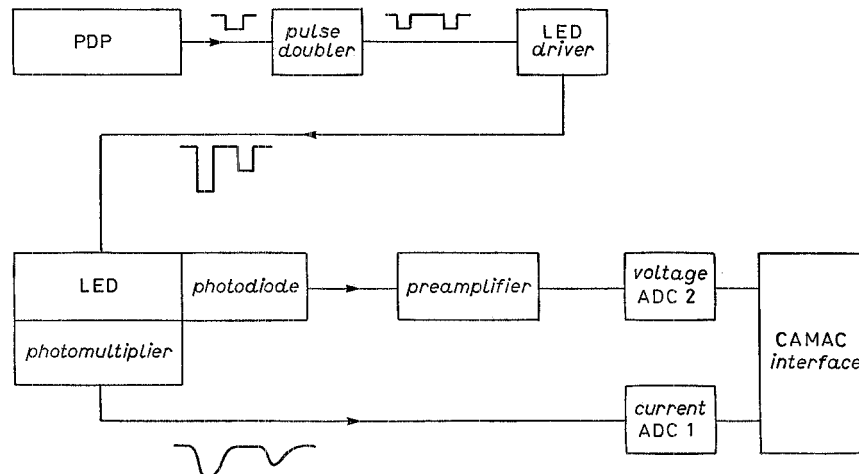 PDP
pulse
doubler
LED
driver
LED
photodiode
preamplifier
voltage
ADC 2
photomultiplier
CAMAC
interface
current
ADC 1